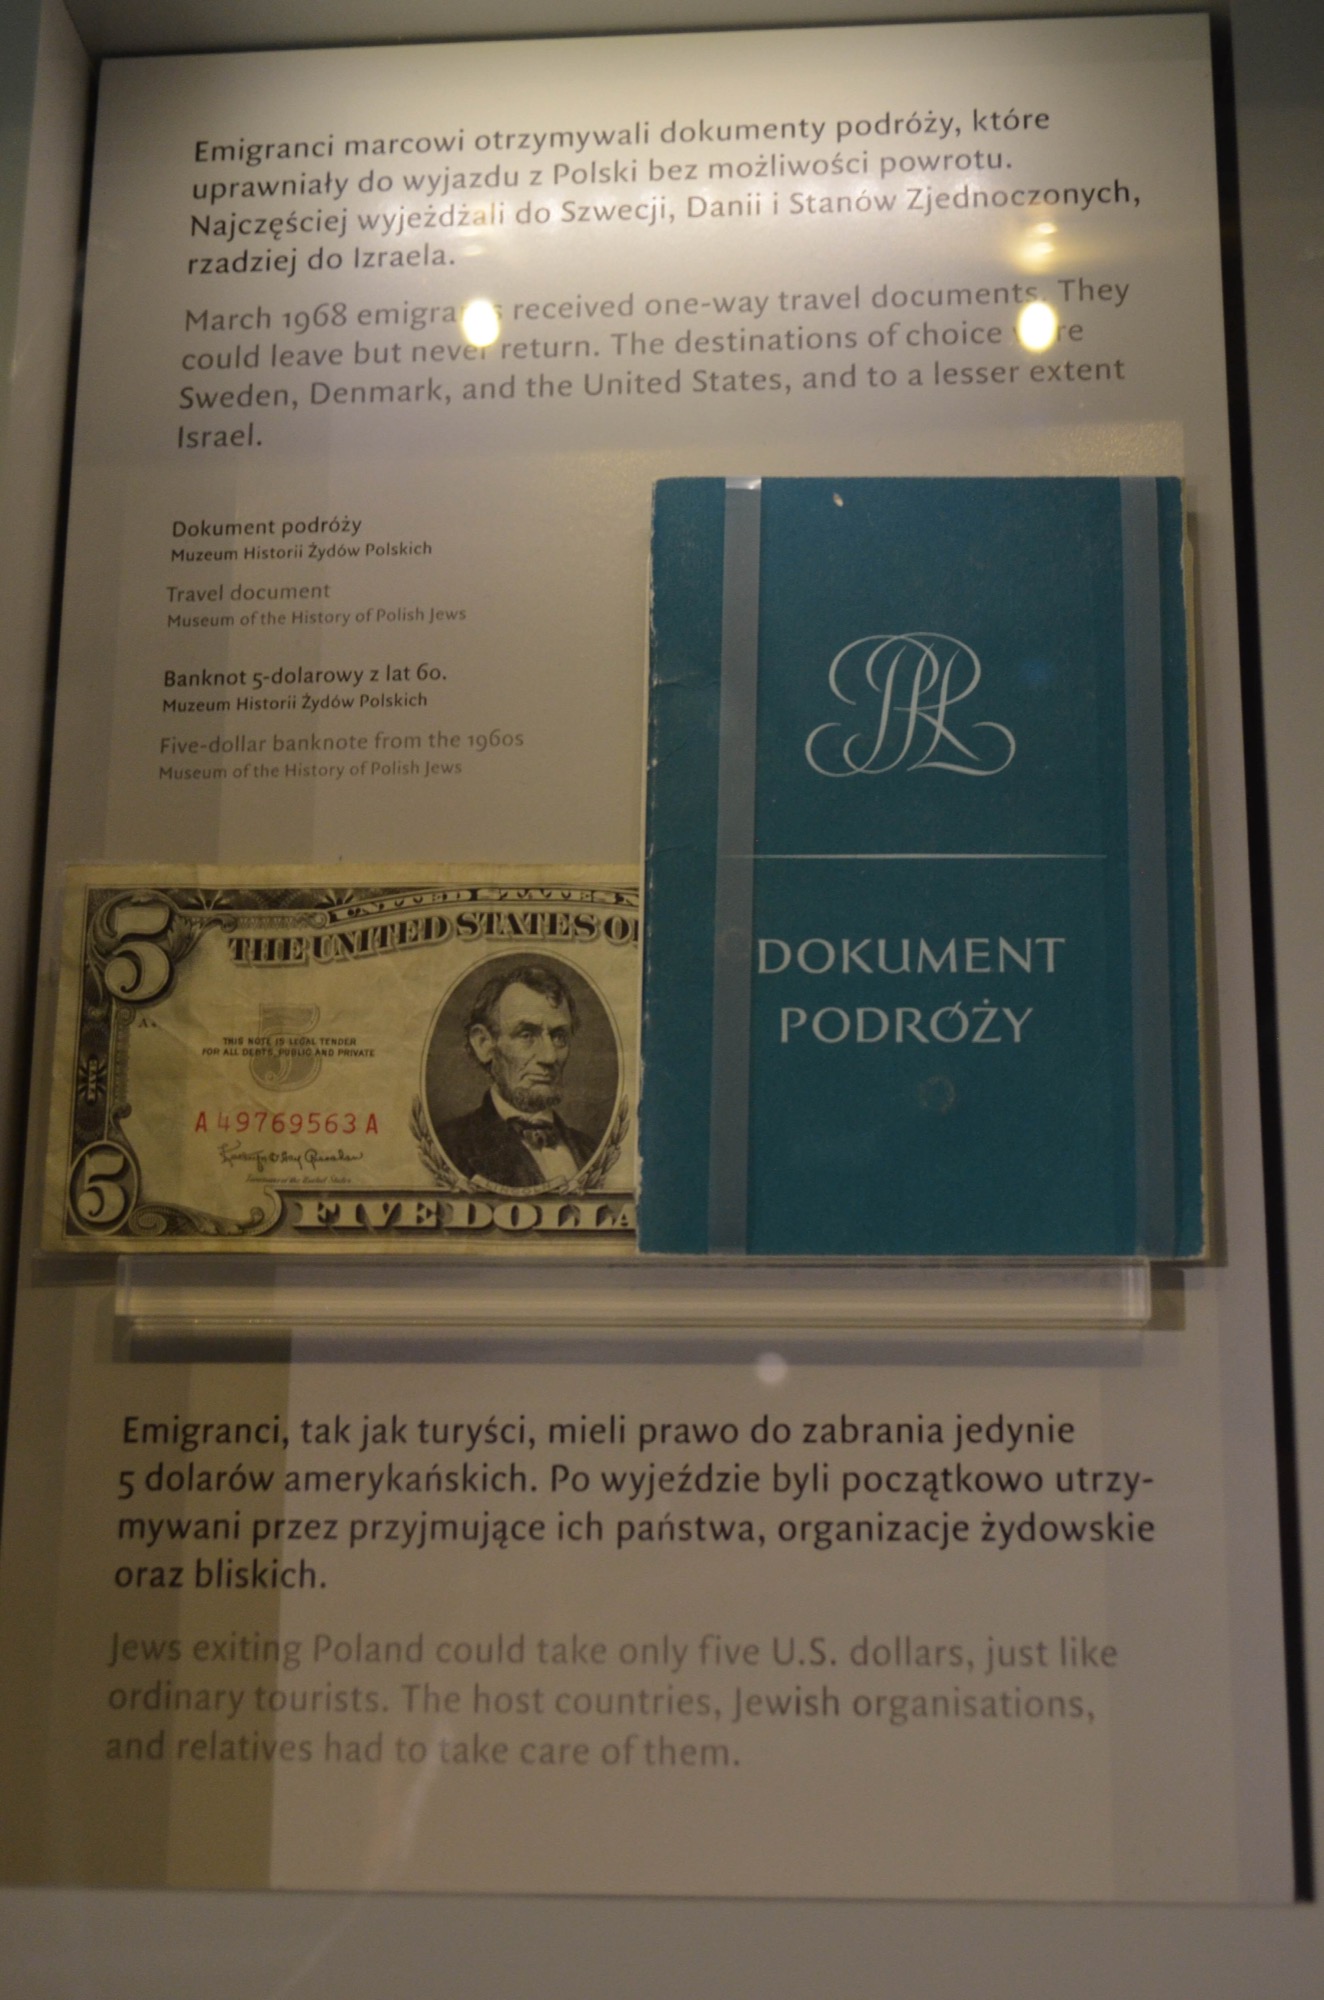 Emigranci marcowi otrzymywali dokumenty podróży, które
uprawniały do wyjazdu z Polski bez możliwości powrotu.
Najczęściej wyjeżdżali do Szwecji, Danii i Stanów Zjednoczonych,
rzadziej do Izraela.
March 1968 received one-way travel documents. They
could leave but never return. The destinations of choice
Sweden, Denmark, and the United States, and to a lesser extent
Israel.
Dokument podróży
Muzeum Historii Żydów Polskich
Travel document
Museum of the History of Polish Jews
Banknot 5-dolarowy z lat 60.
Muzeum Historii Żydów Polskich
Five-dollar banknote from the 1960s
Museum of the History of Polish Jews
PRL
DOKUMENT
PODRÓŻY
5
THE UNITED STATES
5
THIS NOTE IS LEGAL TENDER
FOR ALL DEBTS, PUBLIC AND PRIVATE
FIVE
A 49769563 A
5
LINCOLN
FIVE
Emigranci, tak jak turyści, mieli prawo do zabrania jedynie
5 dolarów amerykańskich. Po wyjeździe byli początkowo utrzy-
mywani przez przyjmujące ich państwa, organizacje żydowskie
oraz bliskich.
Jews exiting Poland could take only five U.S. dollars, just like
ordinary tourists. The host countries, Jewish organisations,
and relatives had to take care of them.